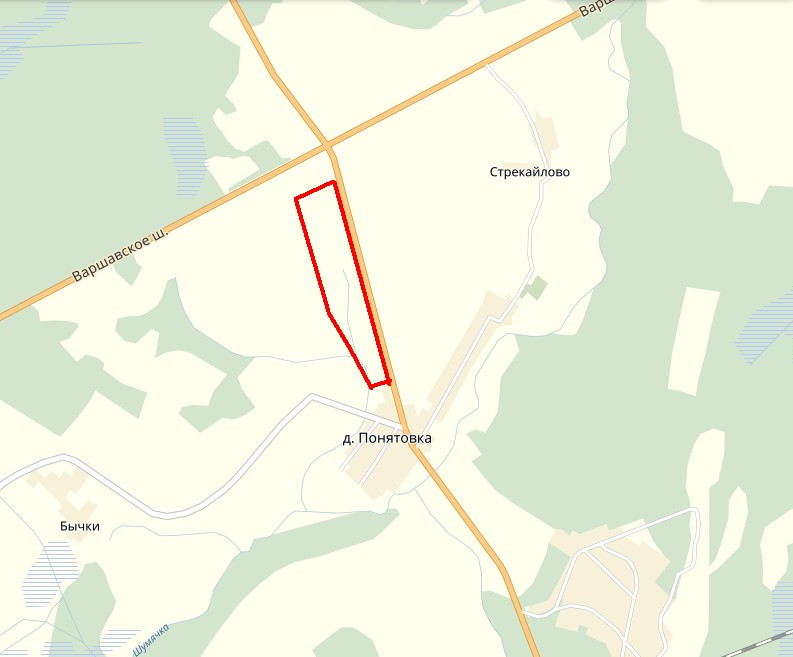 Варш
Стрекайлово
Варшавское ш.
д. Понятовка
Бычки
Шумячка